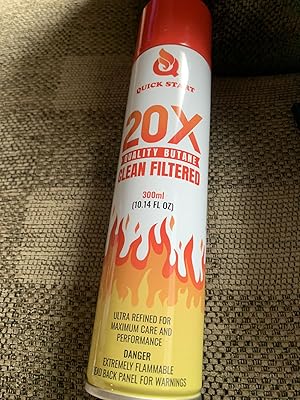 QUICK START
20X
QUALITY BUTANE
CLEAN FILTERED
300ml
(10.14 FL OZ)
ULTRA REFINED FOR
MAXIMUM CARE AND
PERFORMANCE
DANGER
EXTREMELY FLAMMABLE
BACK PANEL FOR WARNINGS